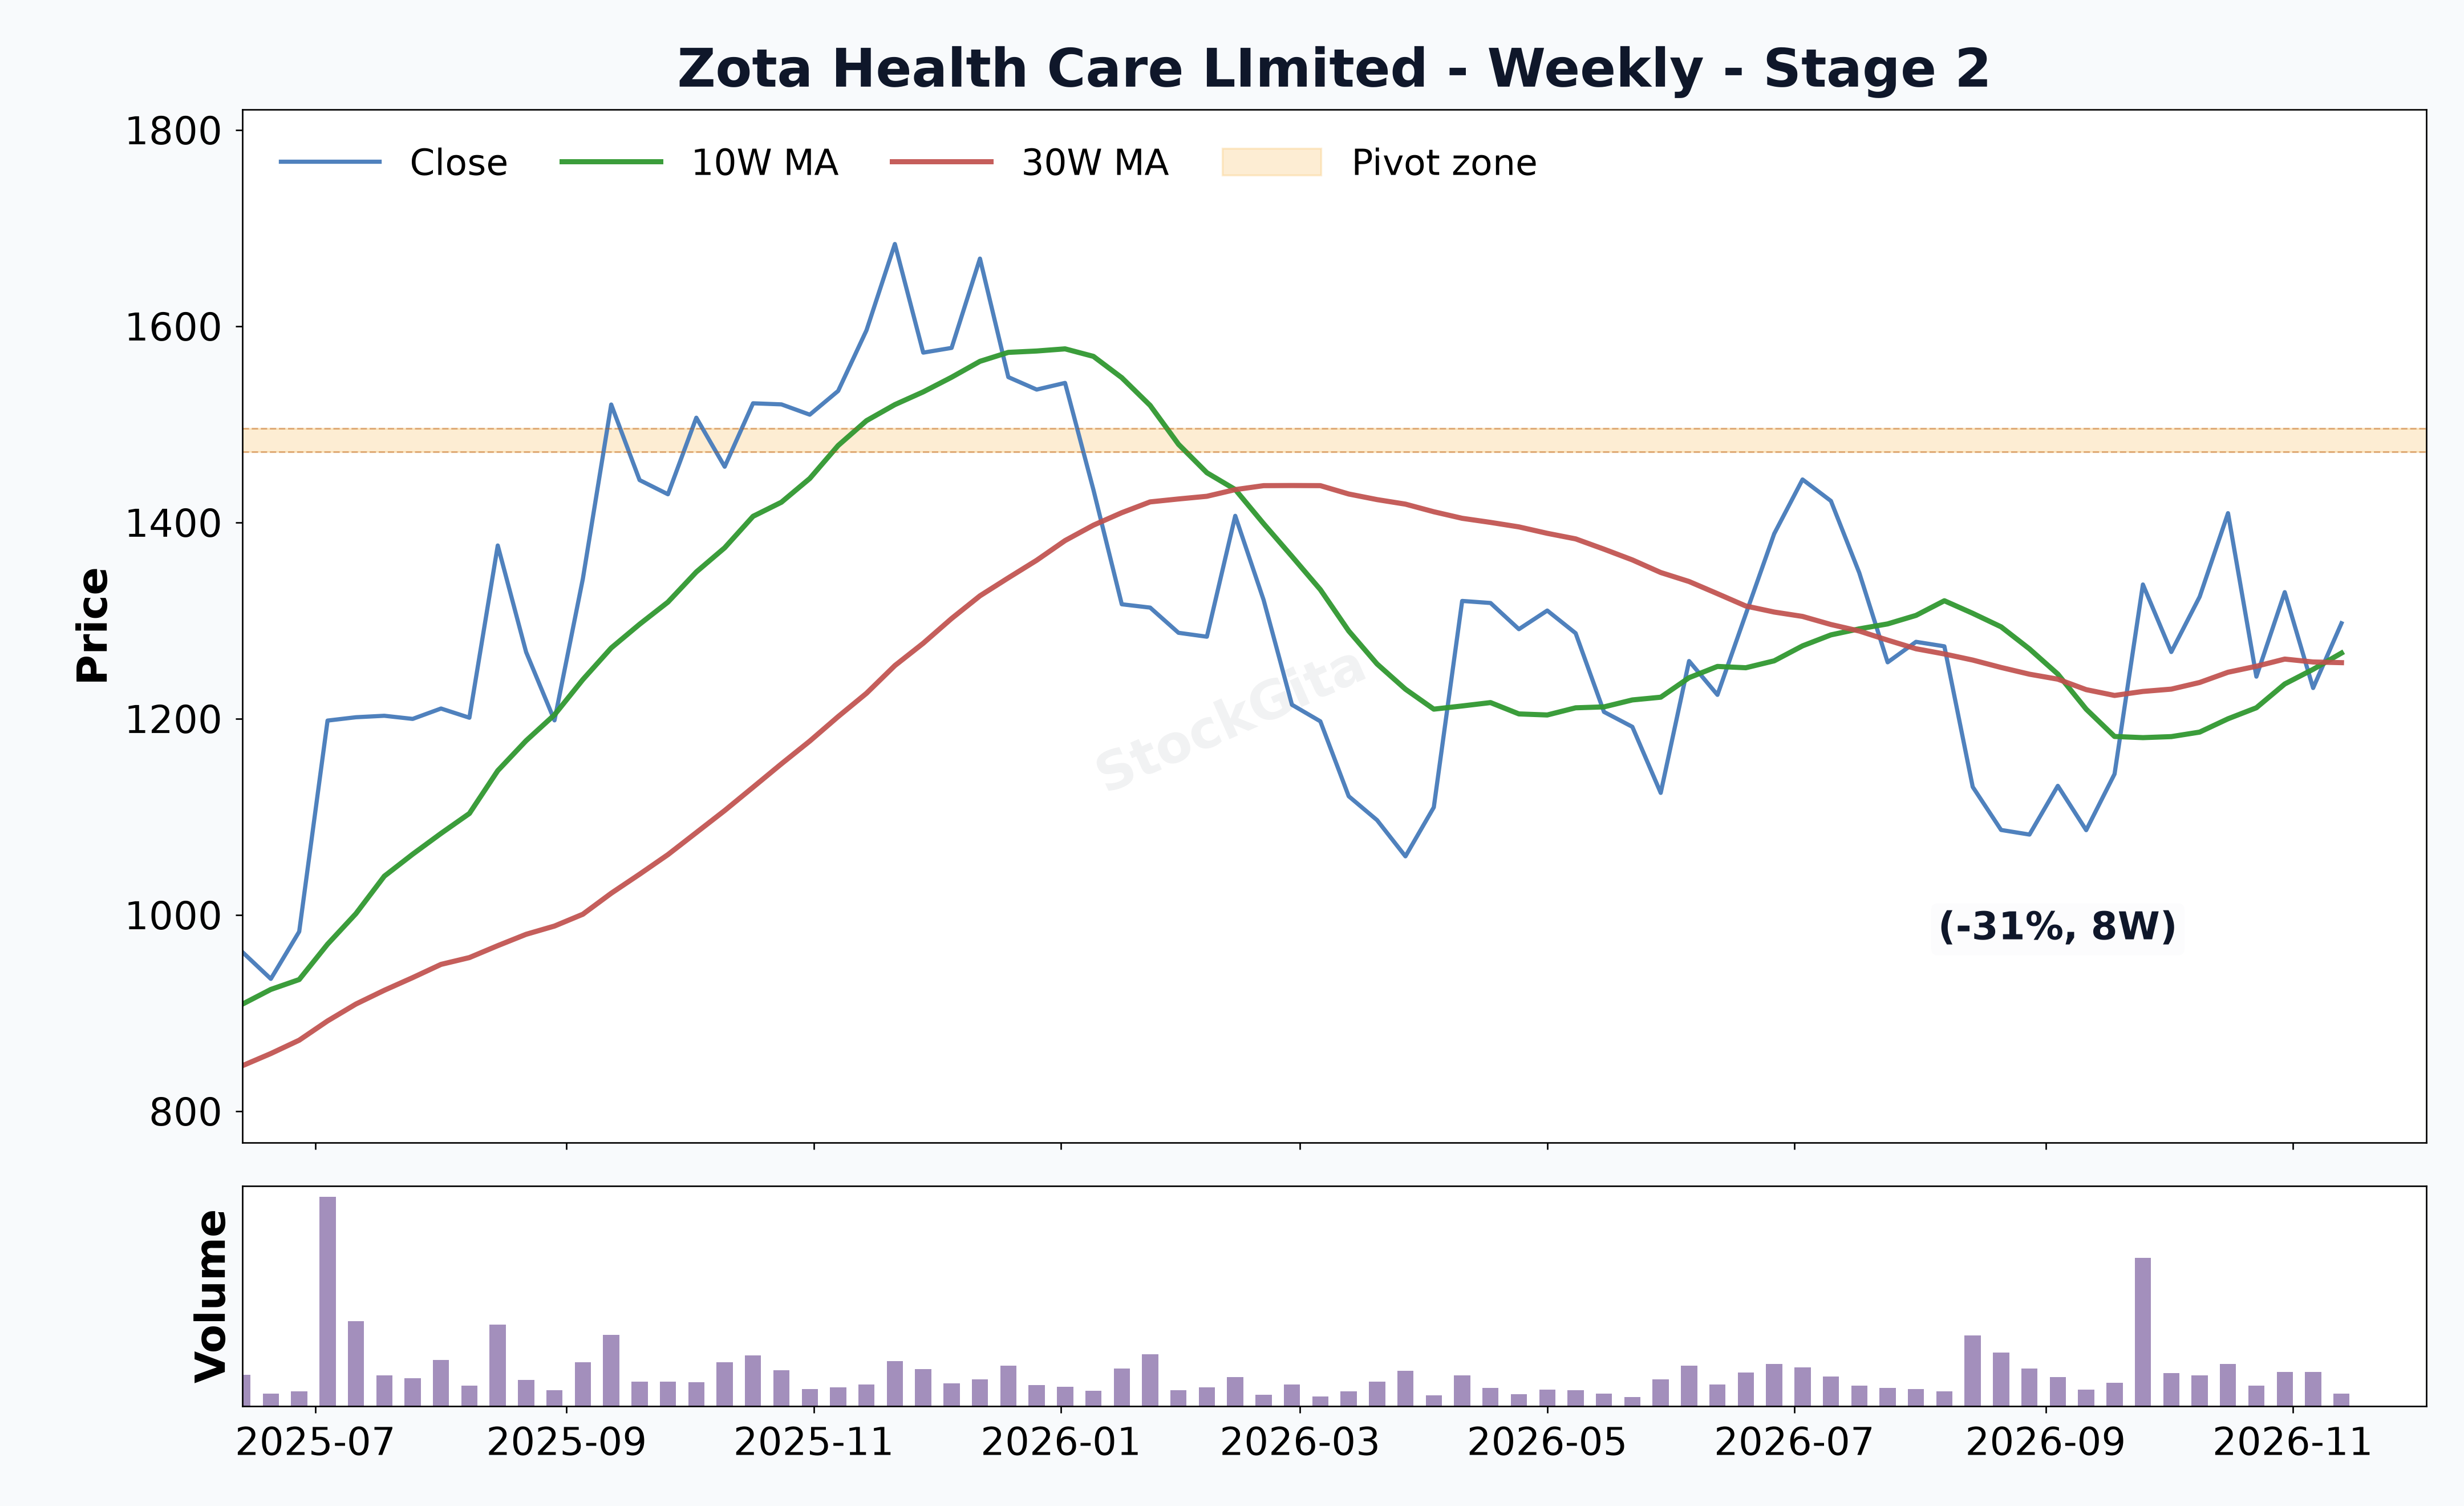 Zota Health Care LImited - Weekly - Stage 2
Close 10W MA 30W MA Pivot zone
Price
1800
1600
1400
1200
1000
800
StockGita
(-31%, 8W)
Volume
2025-07 2025-09 2025-11 2026-01 2026-03 2026-05 2026-07 2026-09 2026-11